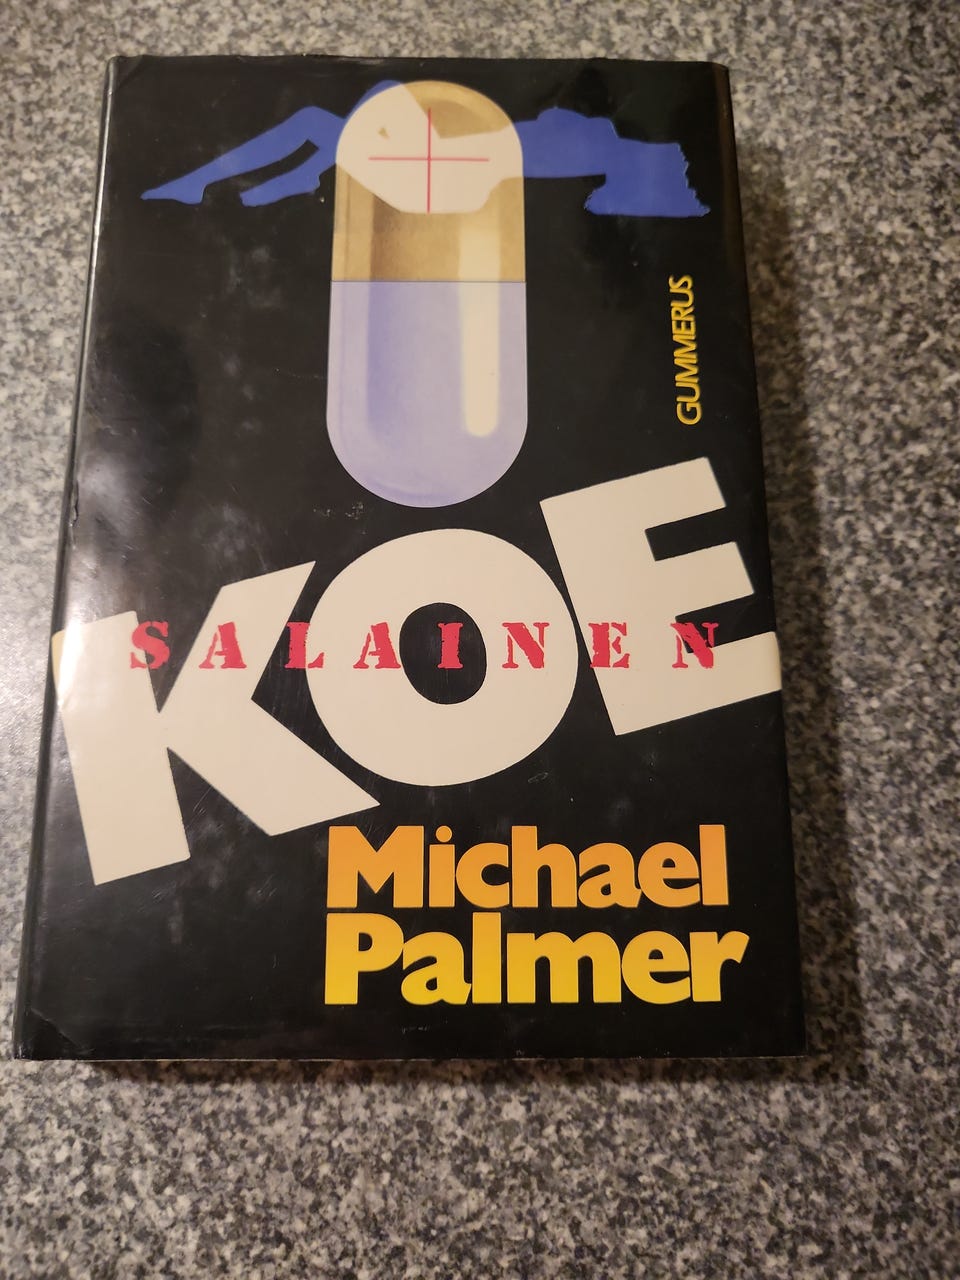 GUMMERUS
KOE
SALAINEN
Michael
Palmer